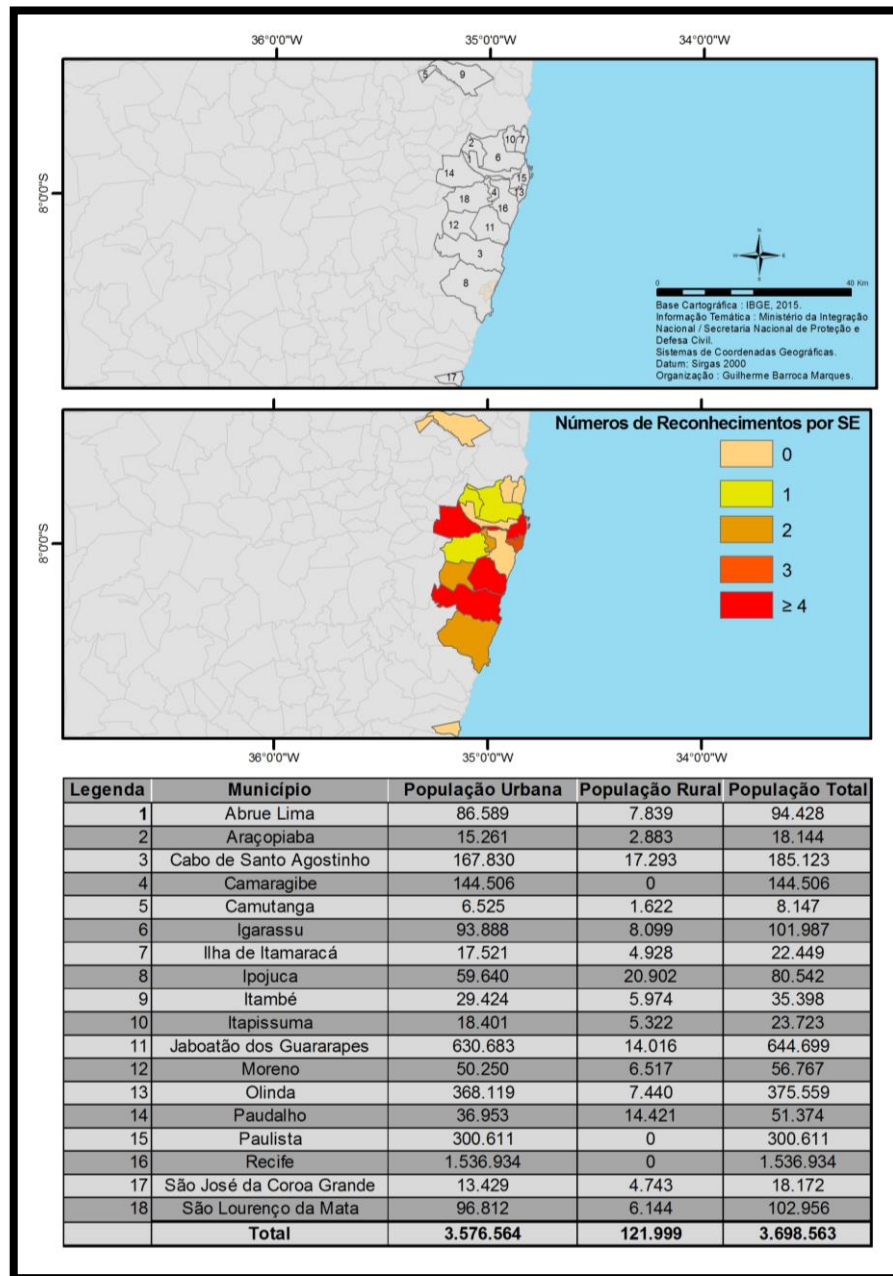 36°0'0"W 35°0'0"W 34°0'0"W
5 9
2 10 7
1 6
14 15
8°0'0"S
4 13
18 16
12 11
3
8
17
N
W E
S
0 40 Km
Base Cartográfica : IBGE, 2015.
Informação Temática : Ministério da Integração
Nacional / Secretaria Nacional de Proteção e
Defesa Civil.
Sistemas de Coordenadas Geográficas.
Datum: Sirgas 2000
Organização : Guilherme Barroca Marques.
Números de Reconhecimentos por SE
0
1
2
3
≥ 4
8°0'0"S
36°0'0"W 35°0'0"W 34°0'0"W
Legenda Município População Urbana População Rural População Total
1 Abrue Lima 86.589 7.839 94.428
2 Araçopiaba 15.261 2.883 18.144
3 Cabo de Santo Agostinho 167.830 17.293 185.123
4 Camaragibe 144.506 0 144.506
5 Camutanga 6.525 1.622 8.147
6 Igarassu 93.888 8.099 101.987
7 Ilha de Itamaracá 17.521 4.928 22.449
8 Ipojuca 59.640 20.902 80.542
9 Itambé 29.424 5.974 35.398
10 Itapissuma 18.401 5.322 23.723
11 Jaboatão dos Guararapes 630.683 14.016 644.699
12 Moreno 50.250 6.517 56.767
13 Olinda 368.119 7.440 375.559
14 Paudalho 36.953 14.421 51.374
15 Paulista 300.611 0 300.611
16 Recife 1.536.934 0 1.536.934
17 São José da Coroa Grande 13.429 4.743 18.172
18 São Lourenço da Mata 96.812 6.144 102.956
Total 3.576.564 121.999 3.698.563